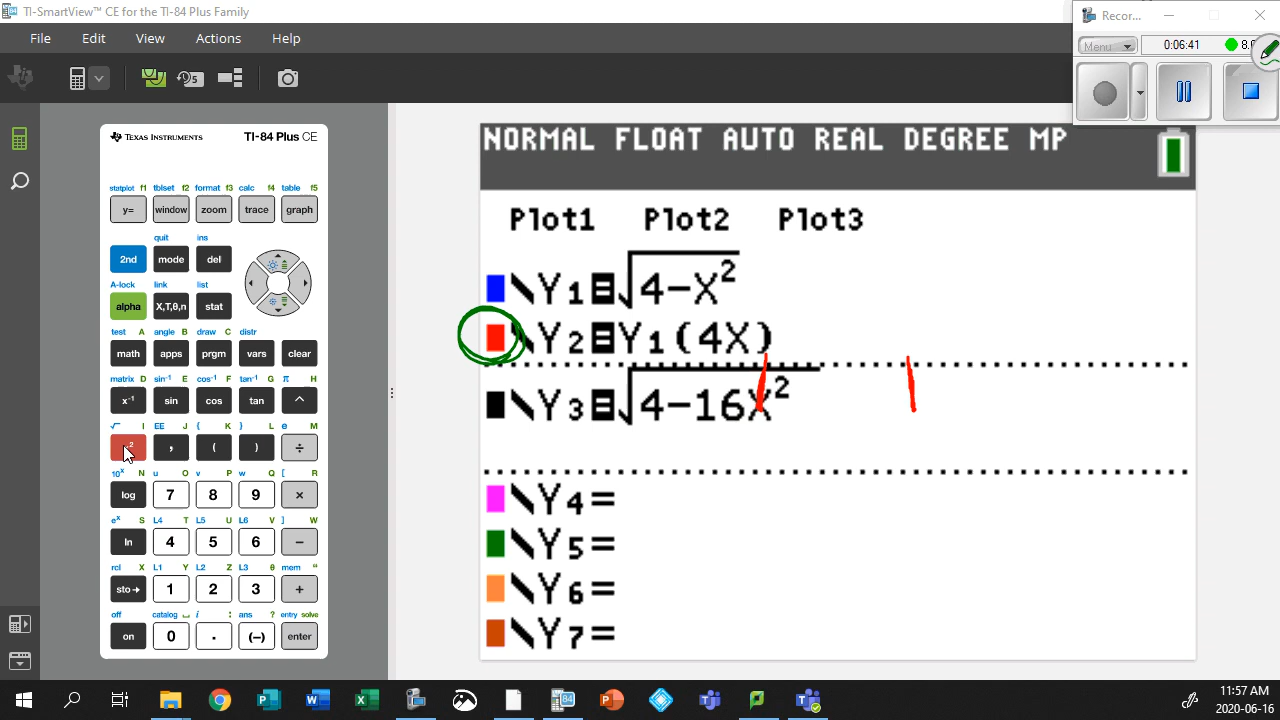 TI-SmartView™ CE for the TI-84 Plus Family
File Edit View Actions Help
Recor...
Menu 0:06:41 8.0
TEXAS INSTRUMENTS TI-84 Plus CE
statplot f1 tblset f2 format f3 calc f4 table f5
y= window zoom trace graph
quit ins
2nd mode del
A-lock link list
alpha X,T,θ,n stat
test A angle B draw C distr
math apps prgm vars clear
matrix D sin⁻¹ E cos⁻¹ F tan⁻¹ G π H
x⁻¹ sin cos tan ^
√ I EE J { K } L e M
, ( ) ÷
10ˣ N u O v P w Q [ R
log 7 8 9 ×
eˣ S L4 T L5 U L6 V ] W
ln 4 5 6 −
rcl X L1 Y L2 Z L3 θ mem "
sto→ 1 2 3 +
off catalog i : ans ? entry solve
on 0 . (−) enter
NORMAL FLOAT AUTO REAL DEGREE MP
Plot1 Plot2 Plot3
\Y₁=√4-X²
\Y₂=Y₁(4X)
\Y₃=√4-16X²
\Y₄=
\Y₅=
\Y₆=
\Y₇=
11:57 AM
2020-06-16